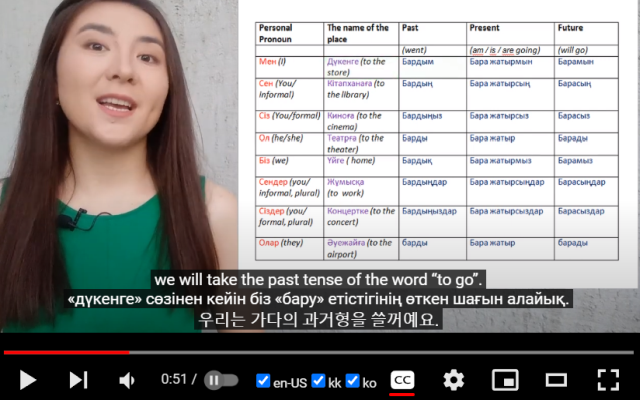 Personal Pronoun The name of the place Past Present Future
(went) (am / is / are going) (will go)
Мен (I) Дүкенге (to the store) Бардым Бара жатырмын Барамын
Сен (You/ informal) Кітапханаға (to the library) Бардың Бара жатырсың Барасың
Сіз (You/formal) Киноға (to the cinema) Бардыңыз Бара жатырсыз Барасыз
Ол (he/she) Театрға (to the theater) Барды Бара жатыр Барады
Біз (we) Үйге ( home) Бардық Бара жатырмыз Барамыз
Сендер (you/ informal, plural) Жұмысқа (to work) Бардыңдар Бара жатырсыңдар Барасыңдар
Сіздер (you/ formal, plural) Концертке (to the concert) Бардыңыздар Бара жатырсыздар Барасыздар
Олар (they) Әуежайға (to the airport) барды Бара жатыр барады
we will take the past tense of the word “to go”.
«дүкенге» сөзінен кейін біз «бару» етістігінің өткен шағын алайық.
우리는 가다의 과거형을 쓸꺼예요.
0:51 / en-US kk ko CC